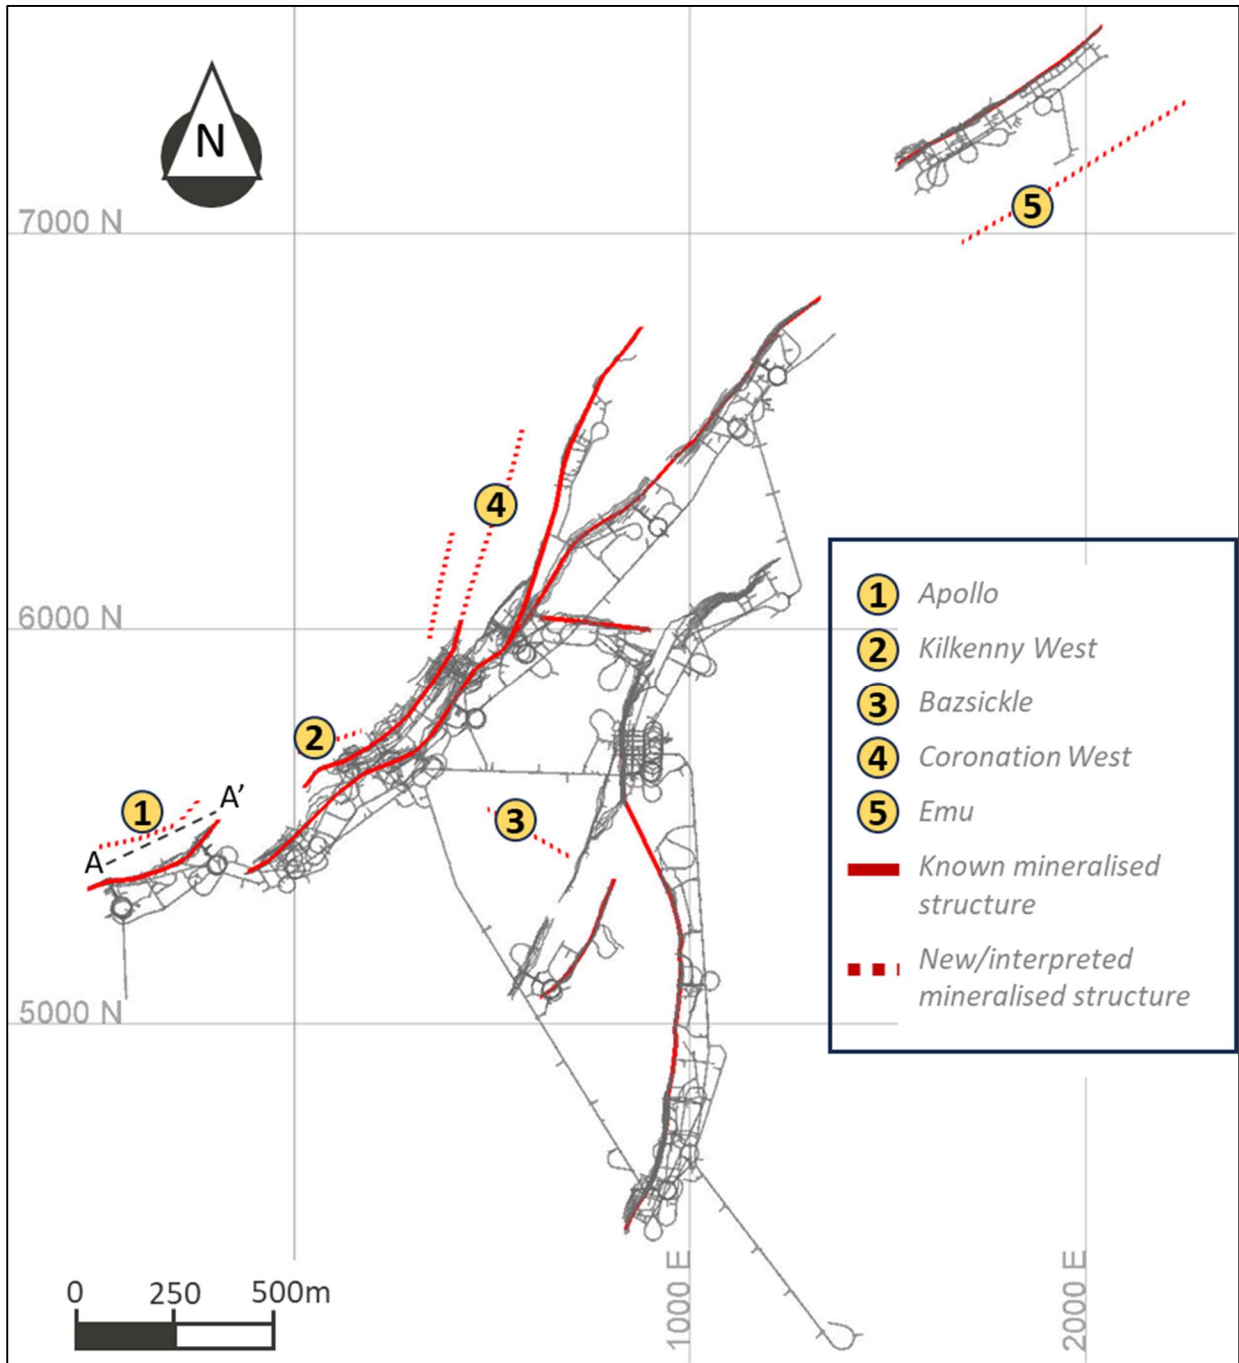 N
7000 N
5
4
6000 N
1 Apollo
2 Kilkenny West
3 Bazsickle
4 Coronation West
5 Emu
Known mineralised
structure
New/interpreted
mineralised structure
2
1
A'
A
3
5000 N
1000 E
2000 E
0 250 500m